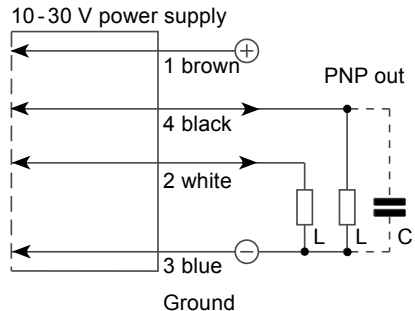 10-30 V power supply
+
1 brown
PNP out
4 black
2 white
L
L
C
−
3 blue
Ground